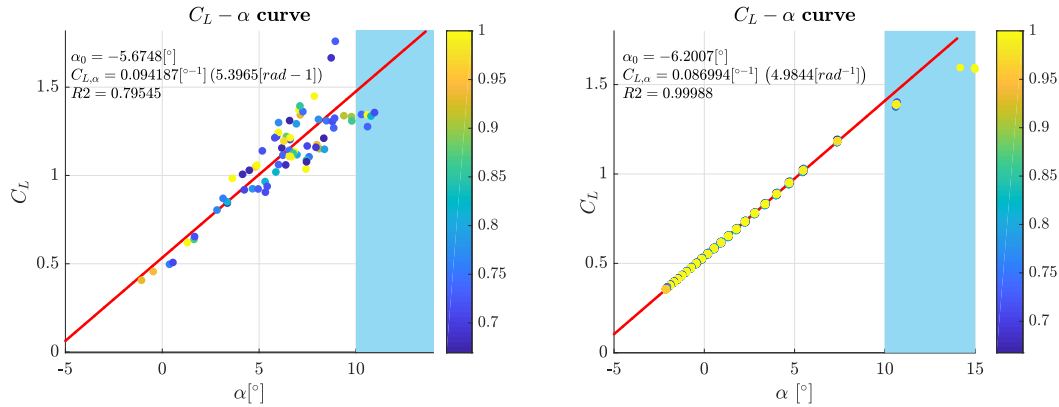 C_L − α curve
α_0 = −5.6748[°]
C_{L,α} = 0.094187[°⁻¹] (5.3965[rad − 1])
R2 = 0.79545
C_L
1.5
1
0.5
0
-5
0
5
10
α[°]
1
0.95
0.9
0.85
0.8
0.75
0.7
C_L − α curve
α_0 = −6.2007[°]
C_{L,α} = 0.086994[°⁻¹] (4.9844[rad⁻¹])
R2 = 0.99988
C_L
1.5
1
0.5
0
-5
0
5
10
15
α [°]
1
0.95
0.9
0.85
0.8
0.75
0.7